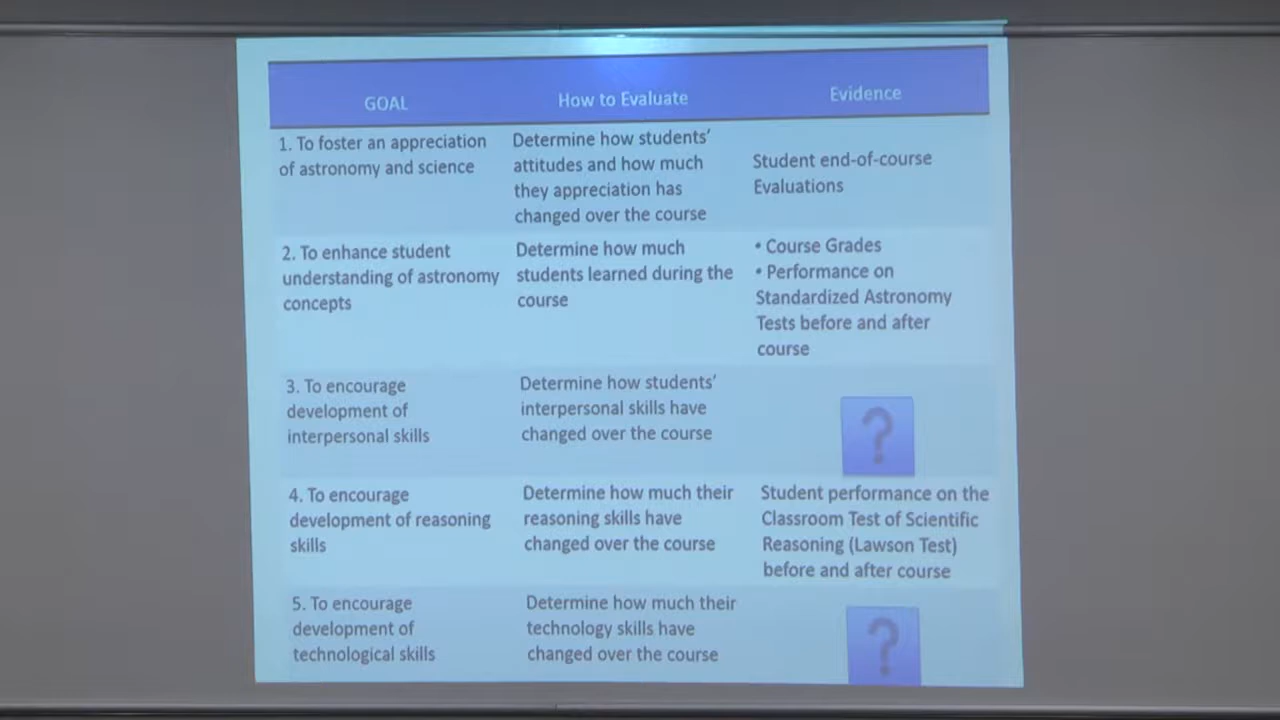 GOAL
How to Evaluate
Evidence
1. To foster an appreciation
of astronomy and science
Determine how students'
attitudes and how much
they appreciation has
changed over the course
Student end-of-course
Evaluations
2. To enhance student
understanding of astronomy
concepts
Determine how much
students learned during the
course
• Course Grades
• Performance on
Standardized Astronomy
Tests before and after
course
3. To encourage
development of
interpersonal skills
Determine how students'
interpersonal skills have
changed over the course
?
4. To encourage
development of reasoning
skills
Determine how much their
reasoning skills have
changed over the course
Student performance on the
Classroom Test of Scientific
Reasoning (Lawson Test)
before and after course
5. To encourage
development of
technological skills
Determine how much their
technology skills have
changed over the course
?